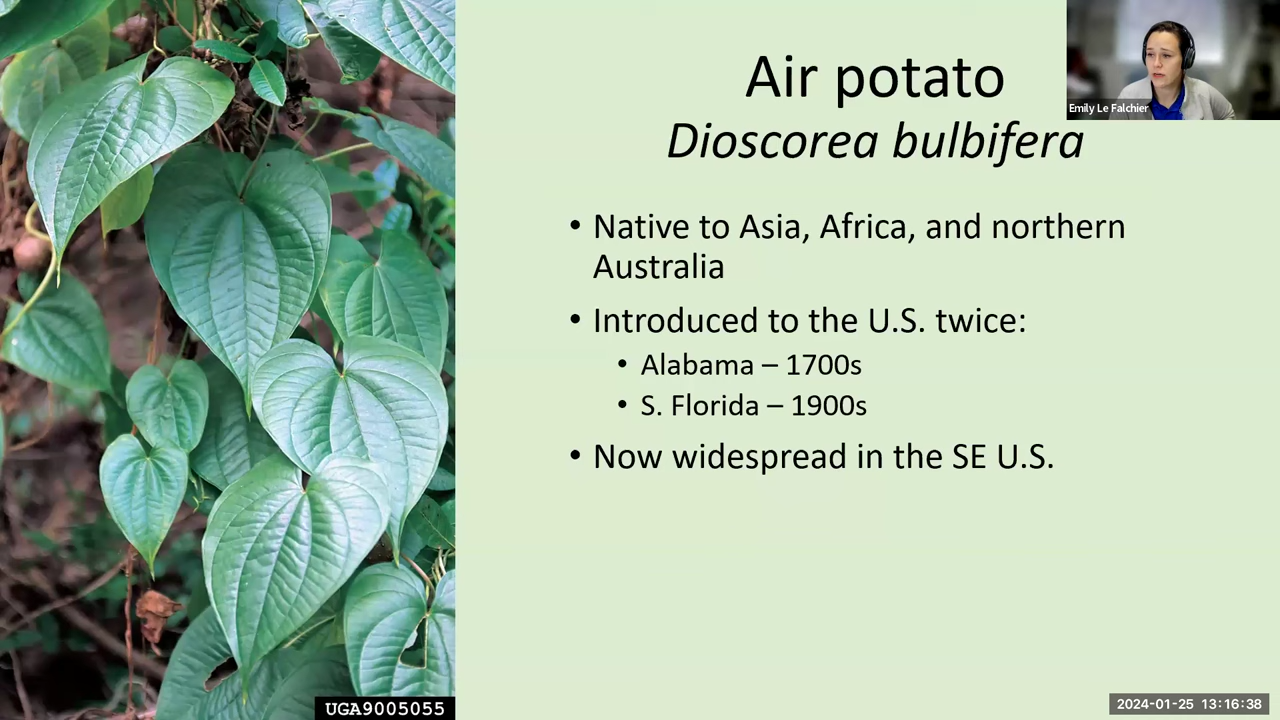 Air potato
Dioscorea bulbifera
Emily Le Falchier
• Native to Asia, Africa, and northern
Australia
• Introduced to the U.S. twice:
• Alabama – 1700s
• S. Florida – 1900s
• Now widespread in the SE U.S.
UGA9005055
2024-01-25 13:16:38